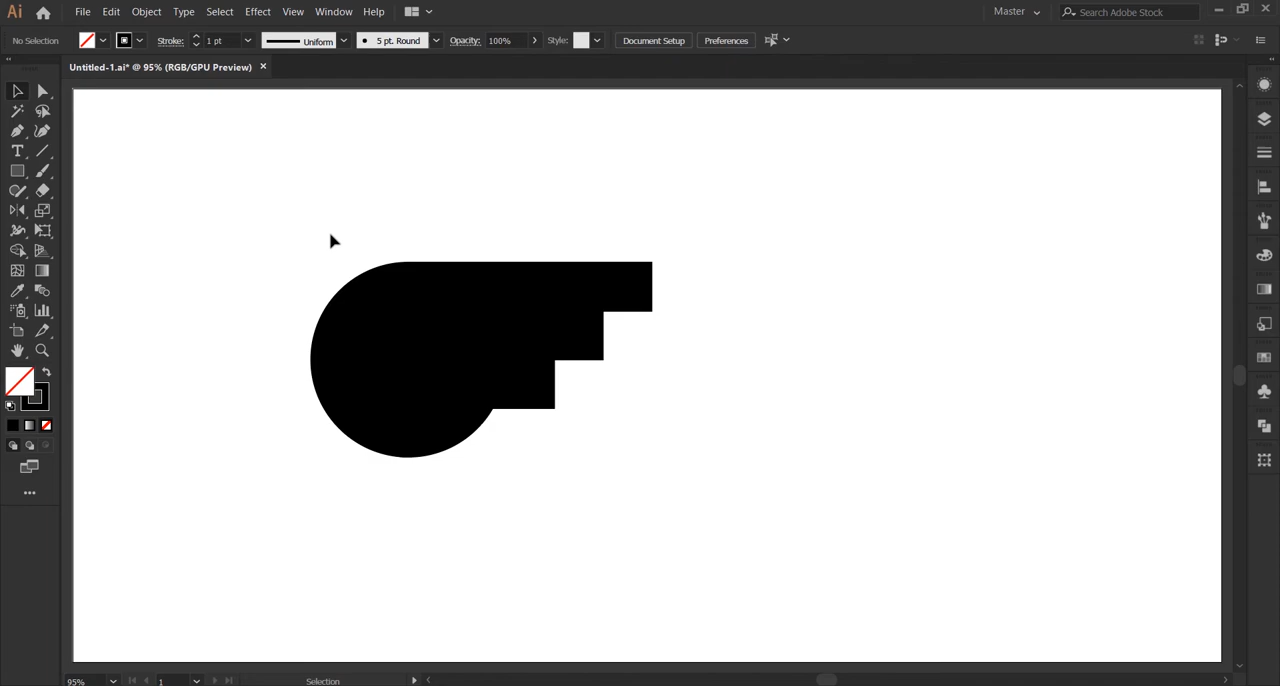 Ai File Edit Object Type Select Effect View Window Help Master Search Adobe Stock
No Selection Stroke: 1 pt Uniform 5 pt. Round Opacity: 100% Style: Document Setup Preferences
Untitled-1.ai* @ 95% (RGB/GPU Preview) ×
95% 1 Selection